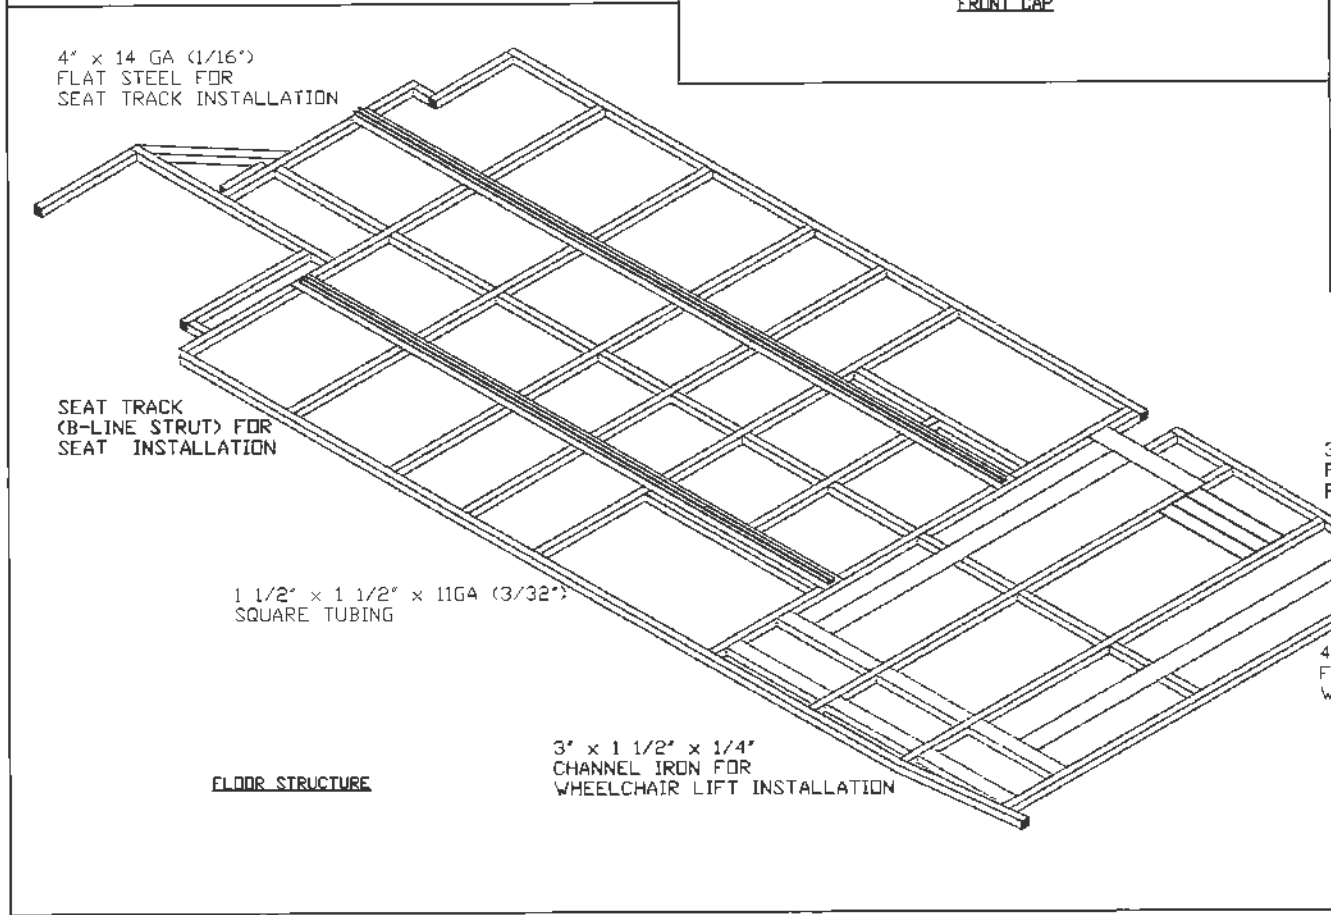 FRONT CAP
4" x 14 GA (1/16")
FLAT STEEL FOR
SEAT TRACK INSTALLATION
SEAT TRACK
(B-LINE STRUT) FOR
SEAT INSTALLATION
1 1/2" x 1 1/2" x 11GA (3/32")
SQUARE TUBING
3" x 1 1/2" x 1/4"
CHANNEL IRON FOR
WHEELCHAIR LIFT INSTALLATION
FLOOR STRUCTURE